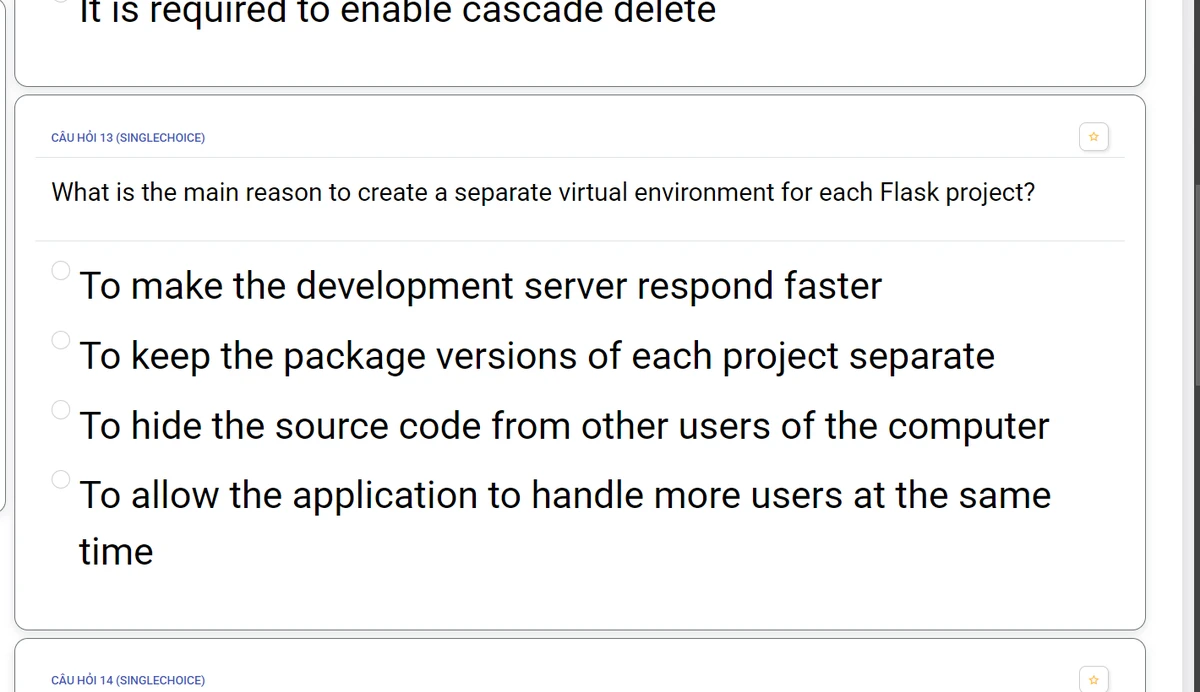 It is required to enable cascade delete
CÂU HỎI 13 (SINGLECHOICE)
What is the main reason to create a separate virtual environment for each Flask project?
To make the development server respond faster
To keep the package versions of each project separate
To hide the source code from other users of the computer
To allow the application to handle more users at the same
time
CÂU HỎI 14 (SINGLECHOICE)